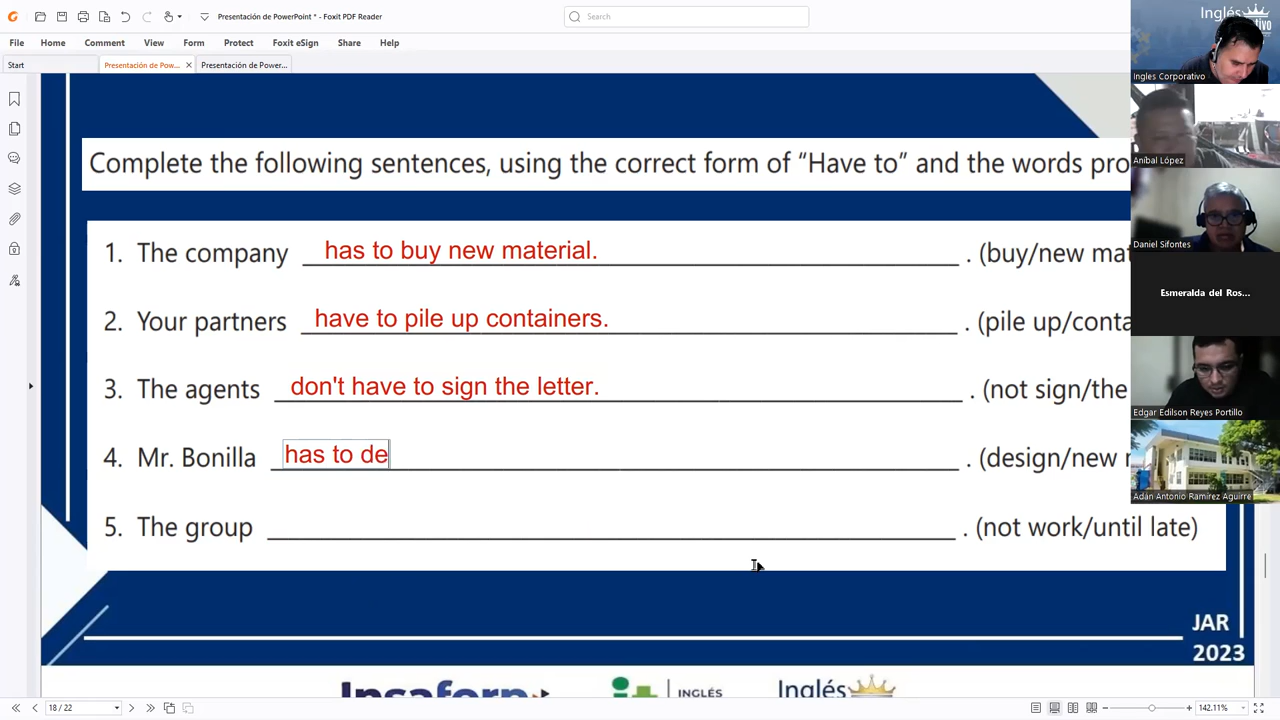 Presentación de PowerPoint * - Foxit PDF Reader
Search
File Home Comment View Form Protect Foxit eSign Share Help
Start Presentación de Pow... Presentación de Power...
Complete the following sentences, using the correct form of “Have to” and the words pro
1. The company has to buy new material. . (buy/new mat
2. Your partners have to pile up containers. . (pile up/conta
3. The agents don't have to sign the letter. . (not sign/the
4. Mr. Bonilla has to de . (design/new
5. The group . (not work/until late)
JAR
2023
Insaforp
INGLÉS
Inglés
18 / 22
142.11%
Inglés
Ingles Corporativo
Aníbal López
Daniel Sifontes
Esmeralda del Ros...
Edgar Edilson Reyes Portillo
Adán Antonio Ramírez Aguirre